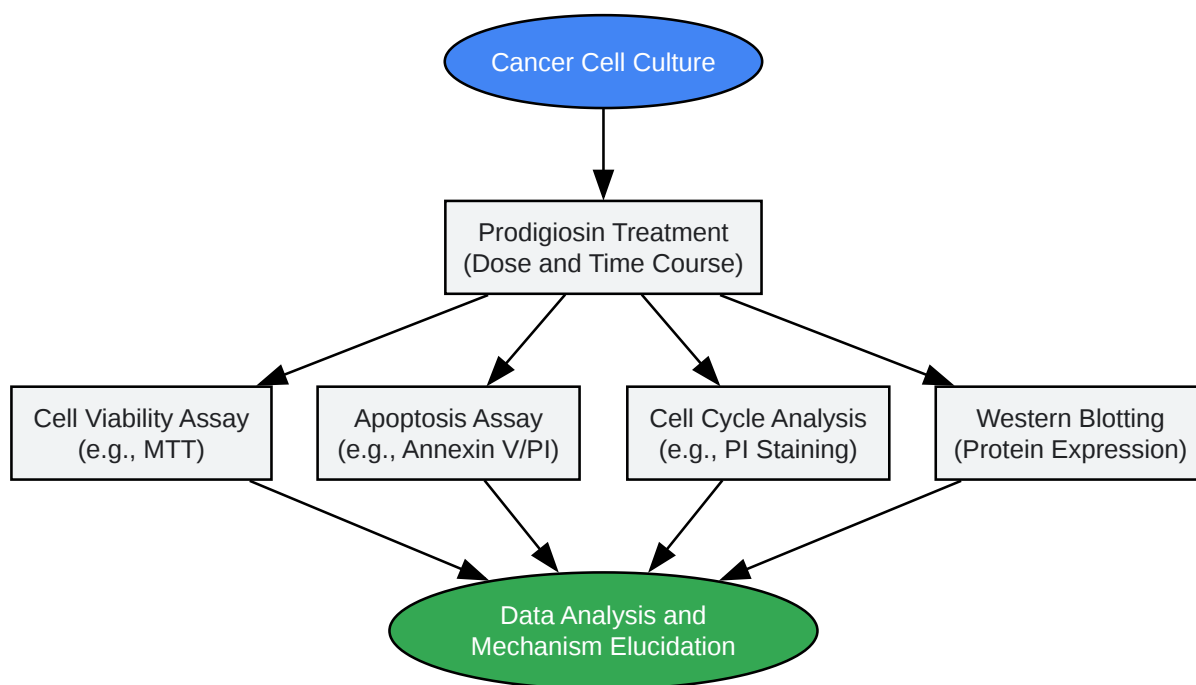 Cancer Cell Culture
Prodigiosin Treatment
(Dose and Time Course)
Cell Viability Assay
(e.g., MTT)
Apoptosis Assay
(e.g., Annexin V/PI)
Cell Cycle Analysis
(e.g., PI Staining)
Western Blotting
(Protein Expression)
Data Analysis and
Mechanism Elucidation